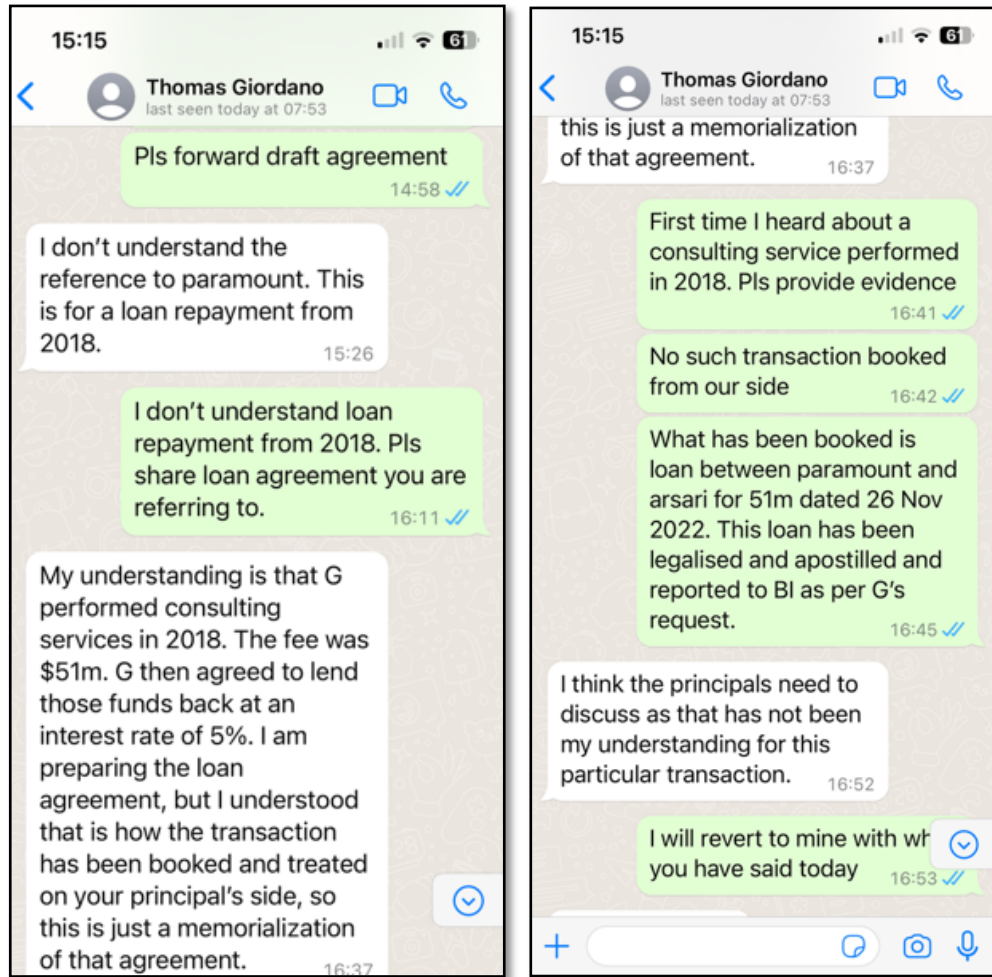 15:15
61
Thomas Giordano
last seen today at 07:53
Pls forward draft agreement
14:58
I don't understand the
reference to paramount. This
is for a loan repayment from
2018.
15:26
I don't understand loan
repayment from 2018. Pls
share loan agreement you are
referring to.
16:11
My understanding is that G
performed consulting
services in 2018. The fee was
$51m. G then agreed to lend
those funds back at an
interest rate of 5%. I am
preparing the loan
agreement, but I understood
that is how the transaction
has been booked and treated
on your principal's side, so
this is just a memorialization
of that agreement.
16:37
15:15
61
Thomas Giordano
last seen today at 07:53
this is just a memorialization
of that agreement.
16:37
First time I heard about a
consulting service performed
in 2018. Pls provide evidence
16:41
No such transaction booked
from our side
16:42
What has been booked is
loan between paramount and
arsari for 51m dated 26 Nov
2022. This loan has been
legalised and apostilled and
reported to BI as per G's
request.
16:45
I think the principals need to
discuss as that has not been
my understanding for this
particular transaction.
16:52
I will revert to mine with
you have said today
16:53